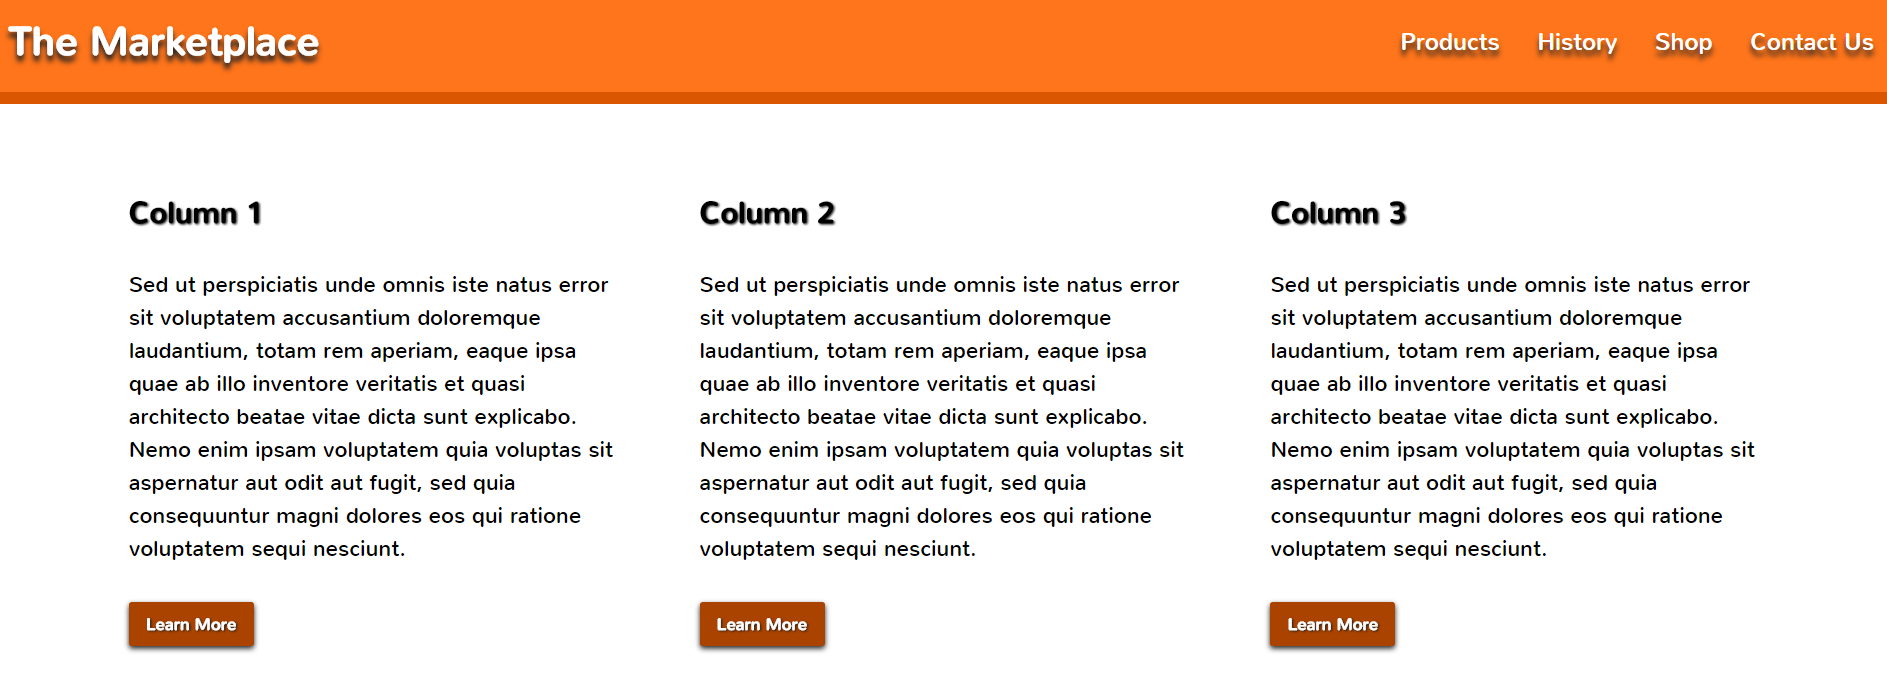 The Marketplace
Products History Shop Contact Us
Column 1
Sed ut perspiciatis unde omnis iste natus error
sit voluptatem accusantium doloremque
laudantium, totam rem aperiam, eaque ipsa
quae ab illo inventore veritatis et quasi
architecto beatae vitae dicta sunt explicabo.
Nemo enim ipsam voluptatem quia voluptas sit
aspernatur aut odit aut fugit, sed quia
consequuntur magni dolores eos qui ratione
voluptatem sequi nesciunt.
Learn More
Column 2
Sed ut perspiciatis unde omnis iste natus error
sit voluptatem accusantium doloremque
laudantium, totam rem aperiam, eaque ipsa
quae ab illo inventore veritatis et quasi
architecto beatae vitae dicta sunt explicabo.
Nemo enim ipsam voluptatem quia voluptas sit
aspernatur aut odit aut fugit, sed quia
consequuntur magni dolores eos qui ratione
voluptatem sequi nesciunt.
Learn More
Column 3
Sed ut perspiciatis unde omnis iste natus error
sit voluptatem accusantium doloremque
laudantium, totam rem aperiam, eaque ipsa
quae ab illo inventore veritatis et quasi
architecto beatae vitae dicta sunt explicabo.
Nemo enim ipsam voluptatem quia voluptas sit
aspernatur aut odit aut fugit, sed quia
consequuntur magni dolores eos qui ratione
voluptatem sequi nesciunt.
Learn More